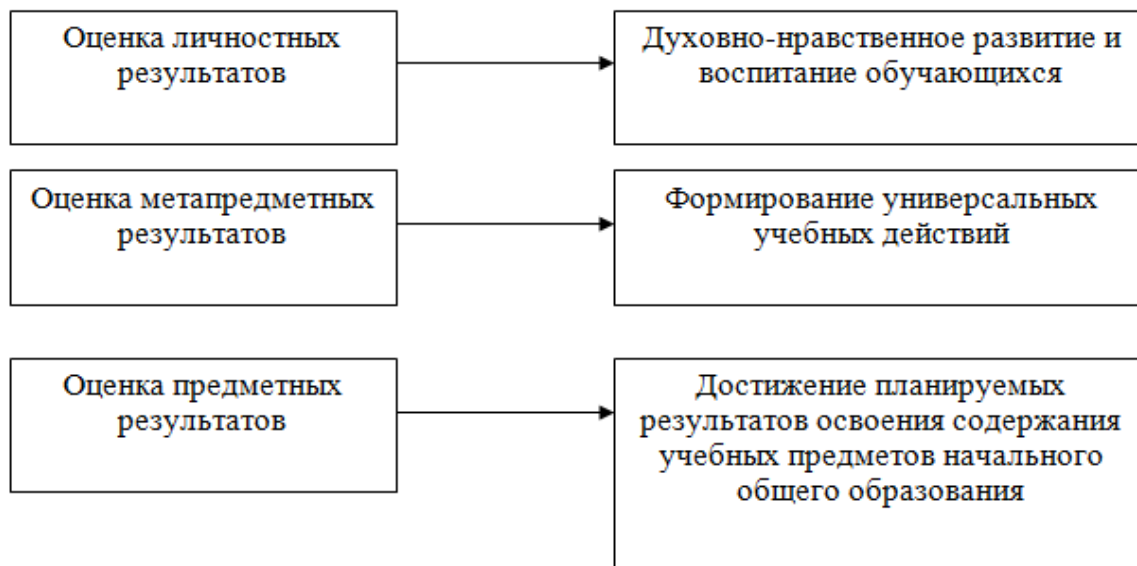 Оценка личностных
результатов
Духовно-нравственное развитие и
воспитание обучающихся
Оценка метапредметных
результатов
Формирование универсальных
учебных действий
Оценка предметных
результатов
Достижение планируемых
результатов освоения содержания
учебных предметов начального
общего образования